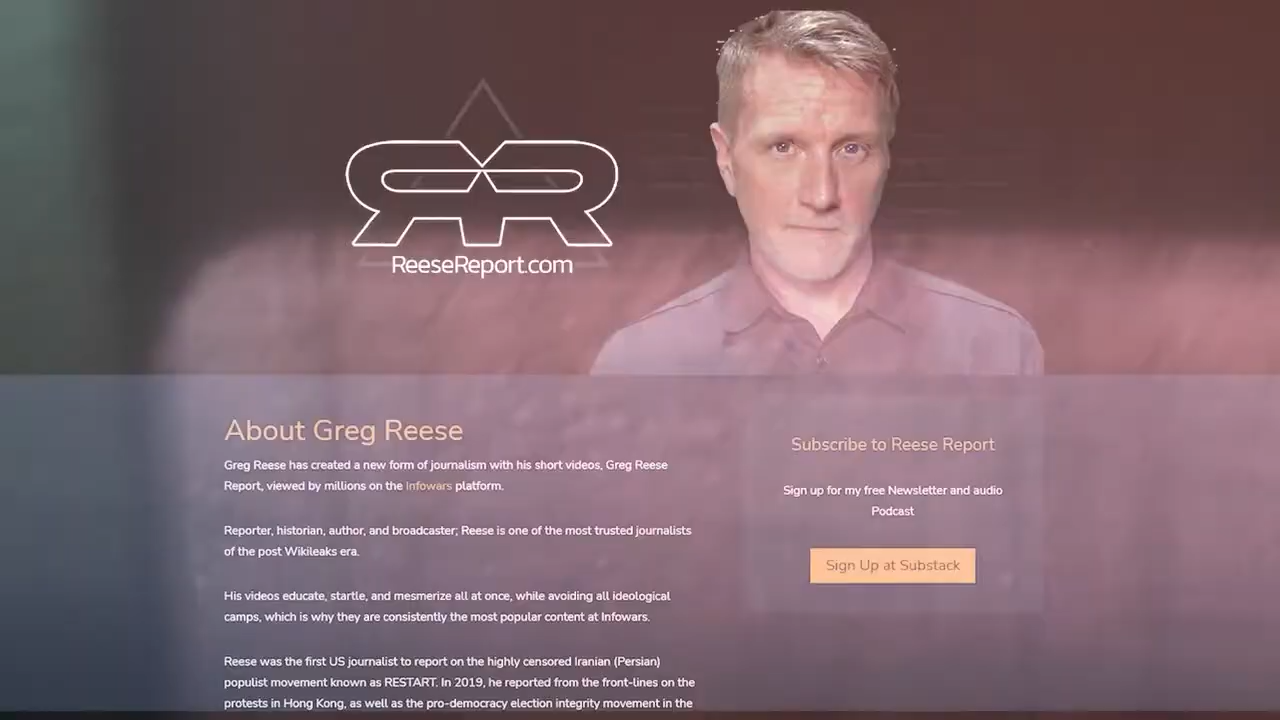 ReeseReport.com
About Greg Reese
Greg Reese has created a new form of journalism with his short videos, Greg Reese
Report, viewed by millions on the Infowars platform.
Reporter, historian, author, and broadcaster; Reese is one of the most trusted journalists
of the post Wikileaks era.
His videos educate, startle, and mesmerize all at once, while avoiding all ideological
camps, which is why they are consistently the most popular content at Infowars.
Reese was the first US journalist to report on the highly censored Iranian (Persian)
populist movement known as RESTART. In 2019, he reported from the front-lines on the
protests in Hong Kong, as well as the pro-democracy election integrity movement in the
Subscribe to Reese Report
Sign up for my free Newsletter and audio
Podcast
Sign Up at Substack